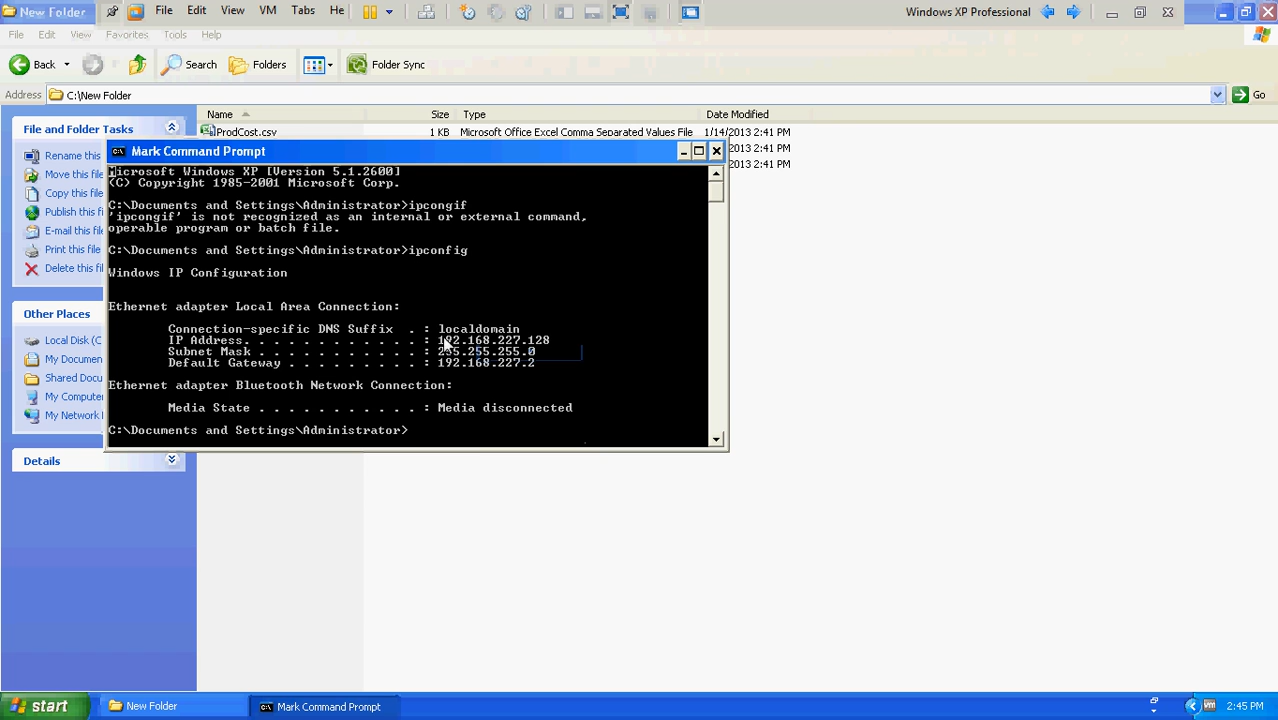 New Folder File Edit View VM Tabs He Windows XP Professional
File Edit View Favorites Tools Help
Back Search Folders Folder Sync
Address C:\New Folder Go
Name Size Type Date Modified
File and Folder Tasks
ProdCost.csv 1 KB Microsoft Office Excel Comma Separated Values File 1/14/2013 2:41 PM
2013 2:41 PM
2013 2:41 PM
Rename this
Move this file
Copy this file
Publish this f
E-mail this file
Print this file
Delete this file
Other Places
Local Disk (C
My Documen
Shared Docu
My Compute
My Network
Details
Mark Command Prompt
Microsoft Windows XP [Version 5.1.2600]
(C) Copyright 1985-2001 Microsoft Corp.
C:\Documents and Settings\Administrator>ipcongif
'ipcongif' is not recognized as an internal or external command,
operable program or batch file.
C:\Documents and Settings\Administrator>ipconfig
Windows IP Configuration
Ethernet adapter Local Area Connection:
Connection-specific DNS Suffix . : localdomain
IP Address. . . . . . . . . . . . : 192.168.227.128
Subnet Mask . . . . . . . . . . . : 255.255.255.0
Default Gateway . . . . . . . . . : 192.168.227.2
Ethernet adapter Bluetooth Network Connection:
Media State . . . . . . . . . . . : Media disconnected
C:\Documents and Settings\Administrator>
start New Folder Mark Command Prompt vm 2:45 PM